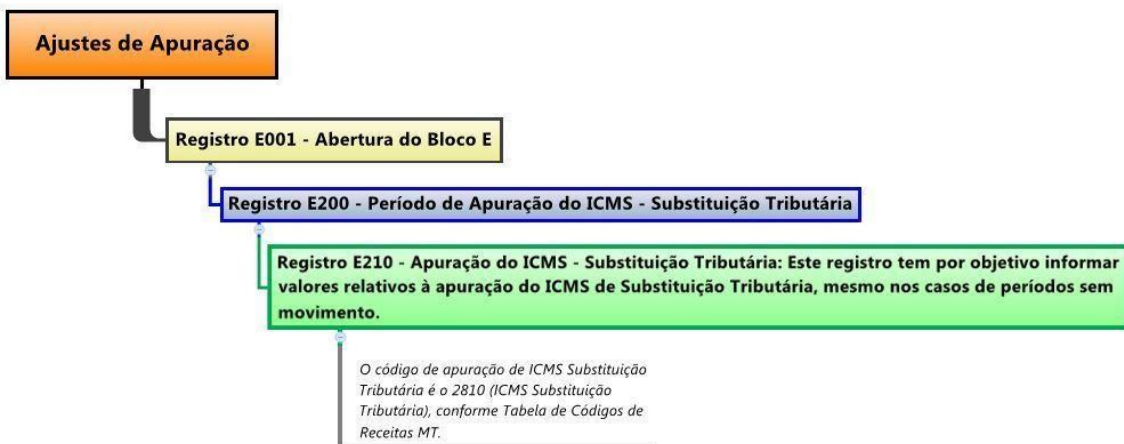 Ajustes de Apuração
Registro E001 - Abertura do Bloco E
Registro E200 - Período de Apuração do ICMS - Substituição Tributária
Registro E210 - Apuração do ICMS - Substituição Tributária: Este registro tem por objetivo informar
valores relativos à apuração do ICMS de Substituição Tributária, mesmo nos casos de períodos sem
movimento.
O código de apuração de ICMS Substituição
Tributária é o 2810 (ICMS Substituição
Tributária), conforme Tabela de Códigos de
Receitas MT.